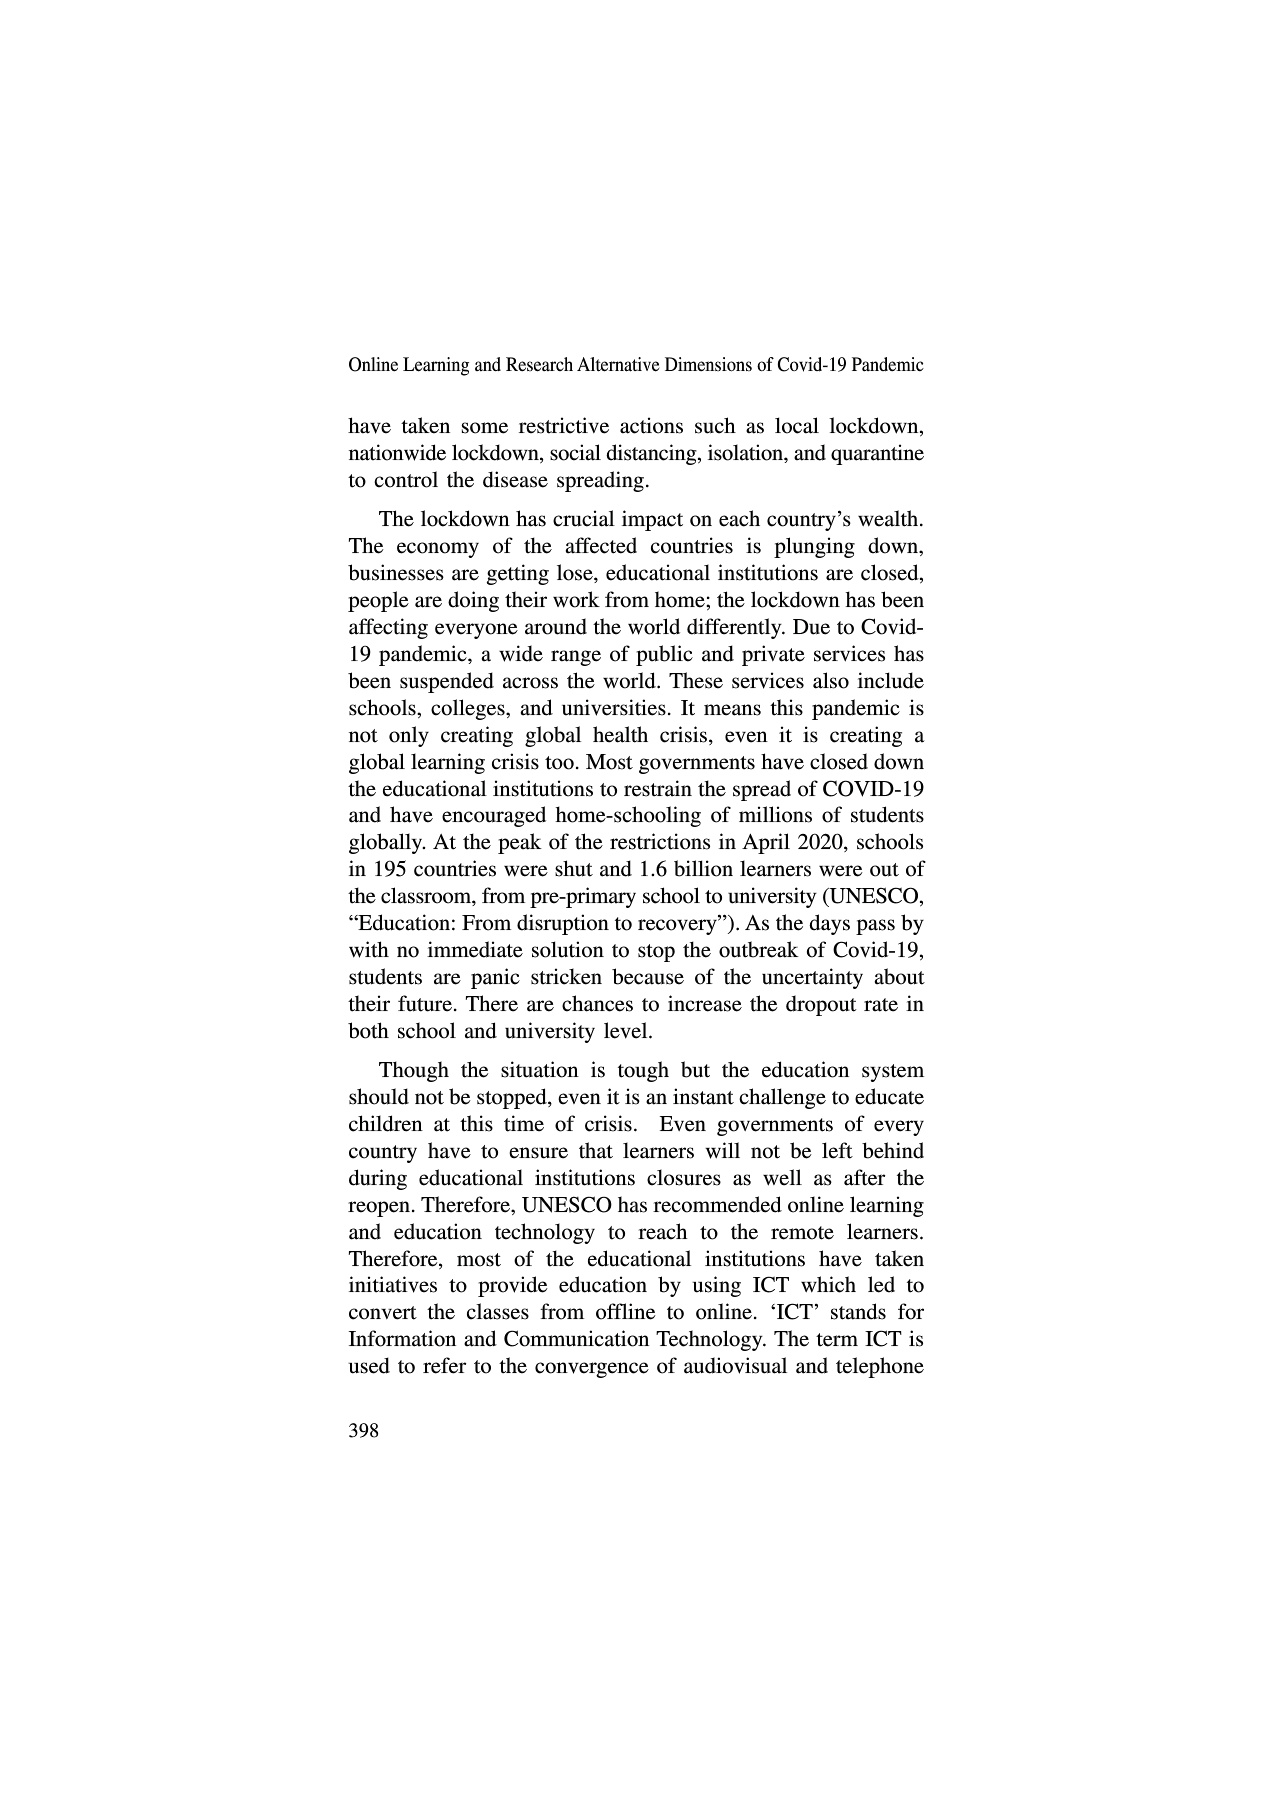 Online Learning and Research Alternative Dimensions of Covid-19 Pandemic
have taken some restrictive actions such as local lockdown,
nationwide lockdown, social distancing, isolation, and quarantine
to control the disease spreading.
The lockdown has crucial impact on each country’s wealth.
The economy of the affected countries is plunging down,
businesses are getting lose, educational institutions are closed,
people are doing their work from home; the lockdown has been
affecting everyone around the world differently. Due to Covid-
19 pandemic, a wide range of public and private services has
been suspended across the world. These services also include
schools, colleges, and universities. It means this pandemic is
not only creating global health crisis, even it is creating a
global learning crisis too. Most governments have closed down
the educational institutions to restrain the spread of COVID-19
and have encouraged home-schooling of millions of students
globally. At the peak of the restrictions in April 2020, schools
in 195 countries were shut and 1.6 billion learners were out of
the classroom, from pre-primary school to university (UNESCO,
“Education: From disruption to recovery”). As the days pass by
with no immediate solution to stop the outbreak of Covid-19,
students are panic stricken because of the uncertainty about
their future. There are chances to increase the dropout rate in
both school and university level.
Though the situation is tough but the education system
should not be stopped, even it is an instant challenge to educate
children at this time of crisis.  Even governments of every
country have to ensure that learners will not be left behind
during educational institutions closures as well as after the
reopen. Therefore, UNESCO has recommended online learning
and education technology to reach to the remote learners.
Therefore, most of the educational institutions have taken
initiatives to provide education by using ICT which led to
convert the classes from offline to online. ‘ICT’ stands for
Information and Communication Technology. The term ICT is
used to refer to the convergence of audiovisual and telephone
398